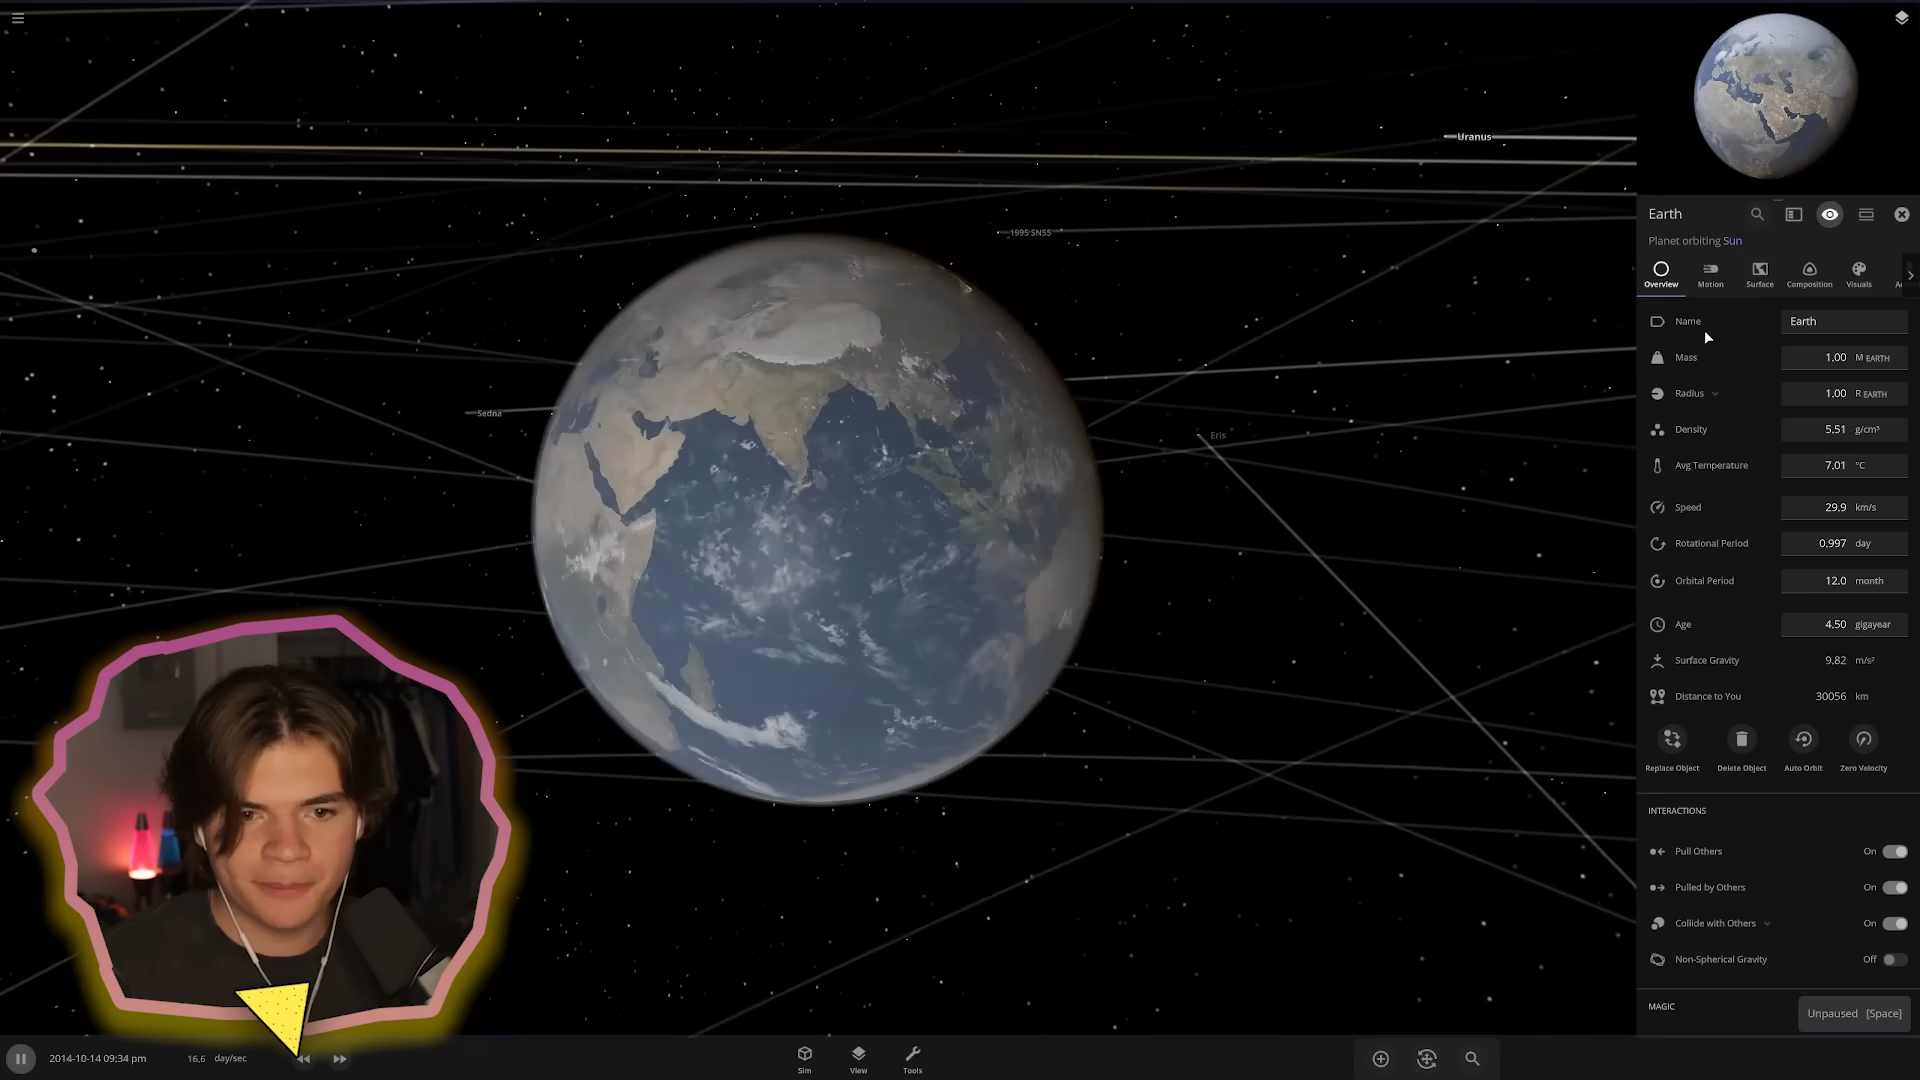 Uranus
1995 SN55
Sedna
Eris
Earth
Planet orbiting Sun
Overview
Motion
Surface
Composition
Visuals
Name Earth
Mass 1.00 M EARTH
Radius 1.00 R EARTH
Density 5.51 g/cm³
Avg Temperature 7.01 °C
Speed 29.9 km/s
Rotational Period 0.997 day
Orbital Period 12.0 month
Age 4.50 gigayear
Surface Gravity 9.82 m/s²
Distance to You 30056 km
Replace Object
Delete Object
Auto Orbit
Zero Velocity
INTERACTIONS
Pull Others On
Pulled by Others On
Collide with Others On
Non-Spherical Gravity Off
MAGIC
Unpaused [Space]
2014-10-14 09:34 pm 16.6 day/sec
Sim
View
Tools